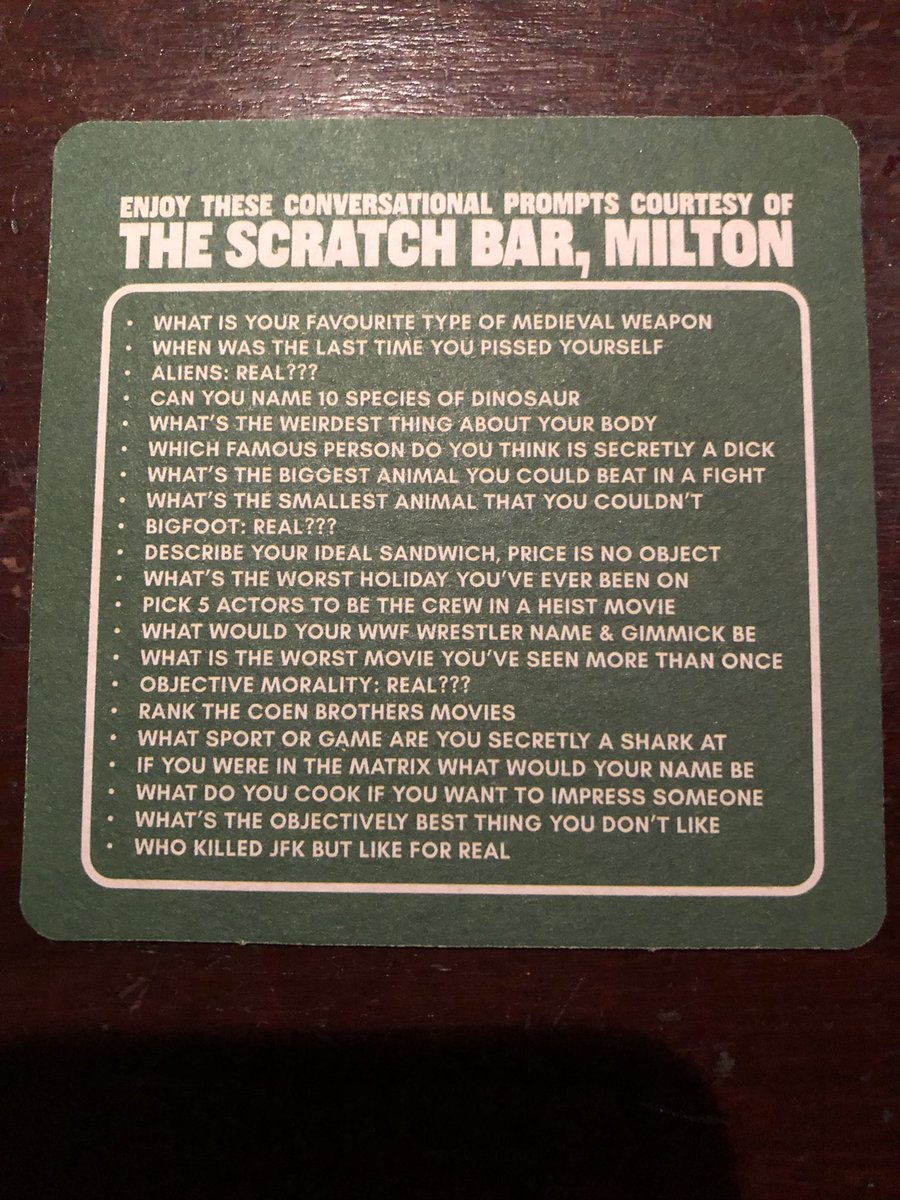 ENJOY THESE CONVERSATIONAL PROMPTS COURTESY OF
THE SCRATCH BAR, MILTON
• WHAT IS YOUR FAVOURITE TYPE OF MEDIEVAL WEAPON
• WHEN WAS THE LAST TIME YOU PISSED YOURSELF
• ALIENS: REAL???
• CAN YOU NAME 10 SPECIES OF DINOSAUR
• WHAT'S THE WEIRDEST THING ABOUT YOUR BODY
• WHICH FAMOUS PERSON DO YOU THINK IS SECRETLY A DICK
• WHAT'S THE BIGGEST ANIMAL YOU COULD BEAT IN A FIGHT
• WHAT'S THE SMALLEST ANIMAL THAT YOU COULDN'T
• BIGFOOT: REAL???
• DESCRIBE YOUR IDEAL SANDWICH, PRICE IS NO OBJECT
• WHAT'S THE WORST HOLIDAY YOU'VE EVER BEEN ON
• PICK 5 ACTORS TO BE THE CREW IN A HEIST MOVIE
• WHAT WOULD YOUR WWF WRESTLER NAME & GIMMICK BE
• WHAT IS THE WORST MOVIE YOU'VE SEEN MORE THAN ONCE
• OBJECTIVE MORALITY: REAL???
• RANK THE COEN BROTHERS MOVIES
• WHAT SPORT OR GAME ARE YOU SECRETLY A SHARK AT
• IF YOU WERE IN THE MATRIX WHAT WOULD YOUR NAME BE
• WHAT DO YOU COOK IF YOU WANT TO IMPRESS SOMEONE
• WHAT'S THE OBJECTIVELY BEST THING YOU DON'T LIKE
• WHO KILLED JFK BUT LIKE FOR REAL